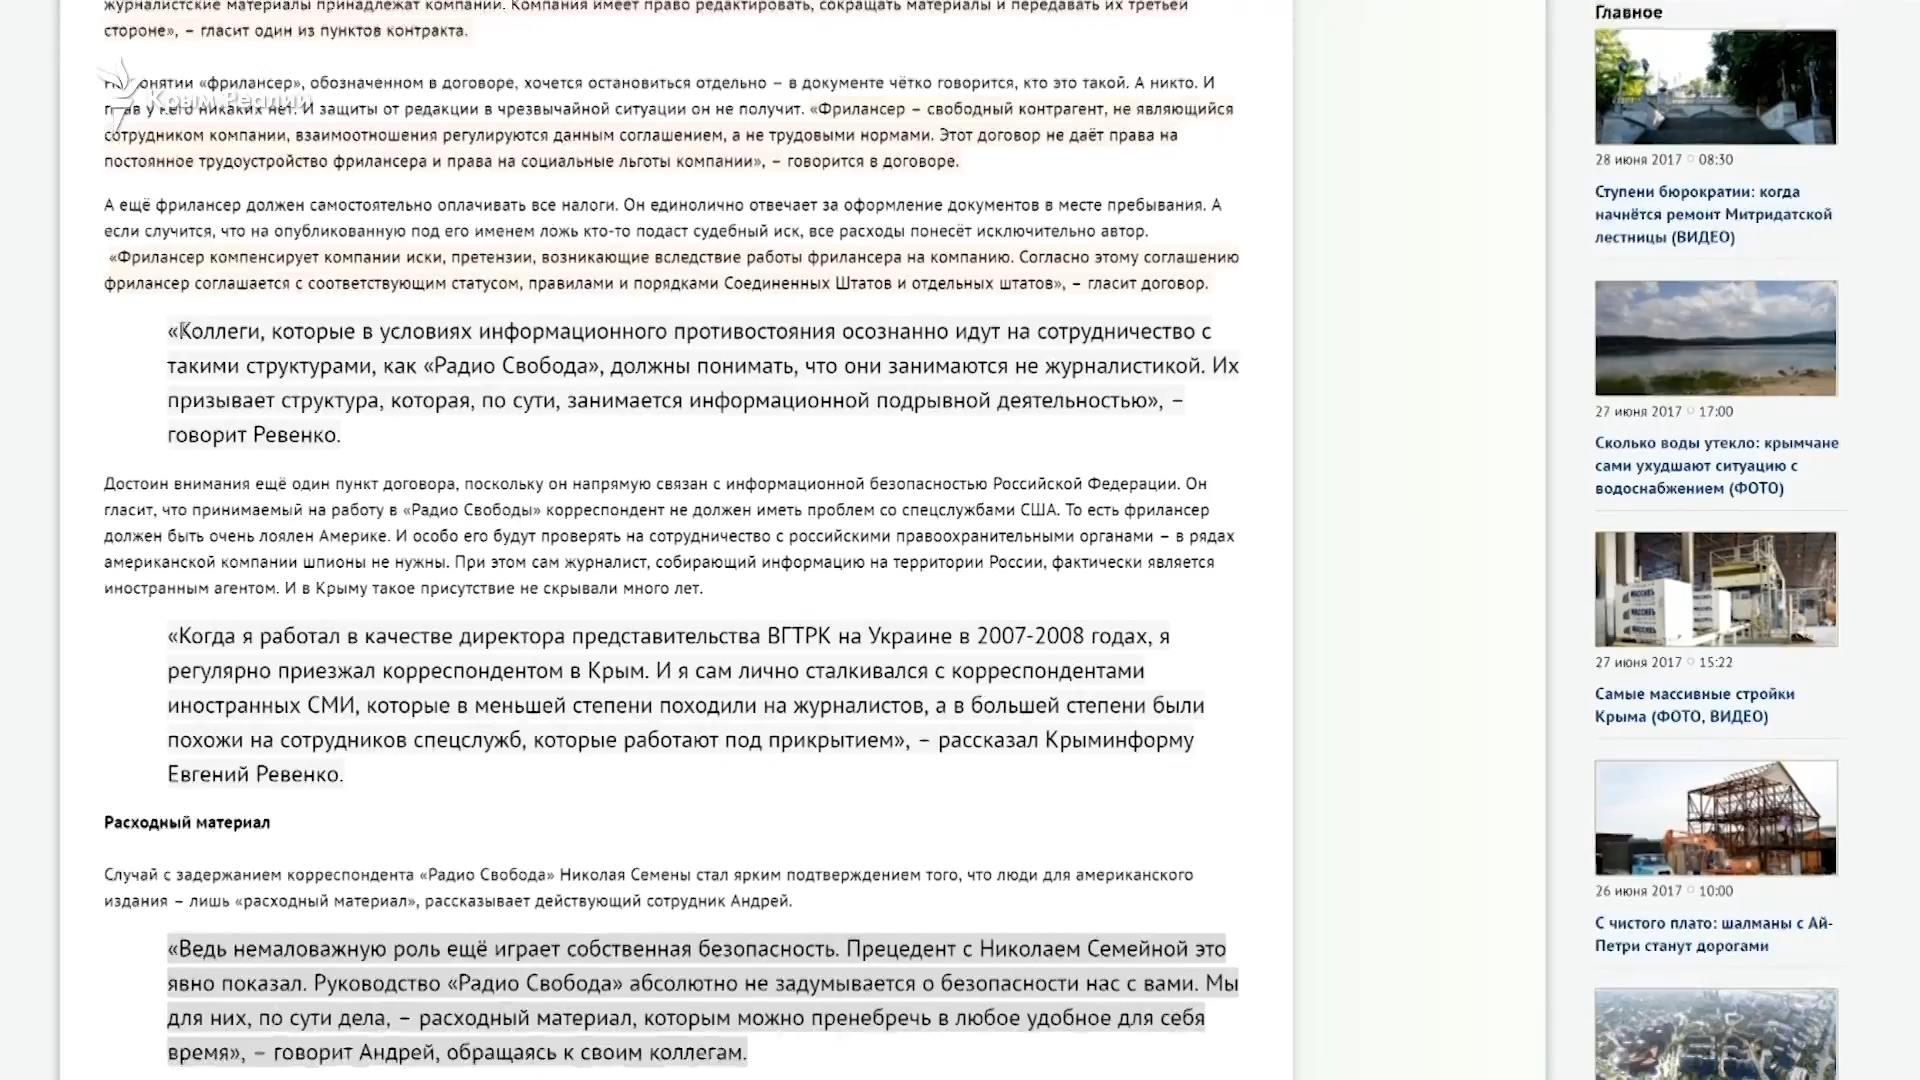 журналистские материалы принадлежат компании. Компания имеет право редактировать, сокращать материалы и передавать их третьей
стороне», – гласит один из пунктов контракта.
понятии «фрилансер», обозначенном в договоре, хочется остановиться отдельно – в документе чётко говорится, кто это такой. А никто. И
прав у него никаких нет. И защиты от редакции в чрезвычайной ситуации он не получит. «Фрилансер – свободный контрагент, не являющийся
сотрудником компании, взаимоотношения регулируются данным соглашением, а не трудовыми нормами. Этот договор не даёт права на
постоянное трудоустройство фрилансера и права на социальные льготы компании», – говорится в договоре.
Крым.Реалии
А ещё фрилансер должен самостоятельно оплачивать все налоги. Он единолично отвечает за оформление документов в месте пребывания. А
если случится, что на опубликованную под его именем ложь кто-то подаст судебный иск, все расходы понесёт исключительно автор.
«Фрилансер компенсирует компании иски, претензии, возникающие вследствие работы фрилансера на компанию. Согласно этому соглашению
фрилансер соглашается с соответствующим статусом, правилами и порядками Соединенных Штатов и отдельных штатов», – гласит договор.
«Коллеги, которые в условиях информационного противостояния осознанно идут на сотрудничество с
такими структурами, как «Радио Свобода», должны понимать, что они занимаются не журналистикой. Их
призывает структура, которая, по сути, занимается информационной подрывной деятельностью», –
говорит Ревенко.
Достоин внимания ещё один пункт договора, поскольку он напрямую связан с информационной безопасностью Российской Федерации. Он
гласит, что принимаемый на работу в «Радио Свободы» корреспондент не должен иметь проблем со спецслужбами США. То есть фрилансер
должен быть очень лоялен Америке. И особо его будут проверять на сотрудничество с российскими правоохранительными органами – в рядах
американской компании шпионы не нужны. При этом сам журналист, собирающий информацию на территории России, фактически является
иностранным агентом. И в Крыму такое присутствие не скрывали много лет.
«Когда я работал в качестве директора представительства ВГТРК на Украине в 2007-2008 годах, я
регулярно приезжал корреспондентом в Крым. И я сам лично сталкивался с корреспондентами
иностранных СМИ, которые в меньшей степени походили на журналистов, а в большей степени были
похожи на сотрудников спецслужб, которые работают под прикрытием», – рассказал Крыминформу
Евгений Ревенко.
Расходный материал
Случай с задержанием корреспондента «Радио Свобода» Николая Семены стал ярким подтверждением того, что люди для американского
издания – лишь «расходный материал», рассказывает действующий сотрудник Андрей.
«Ведь немаловажную роль ещё играет собственная безопасность. Прецедент с Николаем Семейной это
явно показал. Руководство «Радио Свобода» абсолютно не задумывается о безопасности нас с вами. Мы
для них, по сути дела, – расходный материал, которым можно пренебречь в любое удобное для себя
время», – говорит Андрей, обращаясь к своим коллегам.
Главное
28 июня 2017 08:30
Ступени бюрократии: когда
начнётся ремонт Митридатской
лестницы (ВИДЕО)
27 июня 2017 17:00
Сколько воды утекло: крымчане
сами ухудшают ситуацию с
водоснабжением (ФОТО)
МАССИВЪ
27 июня 2017 15:22
Самые массивные стройки
Крыма (ФОТО, ВИДЕО)
26 июня 2017 10:00
С чистого плато: шалманы с Ай-
Петри станут дорогами